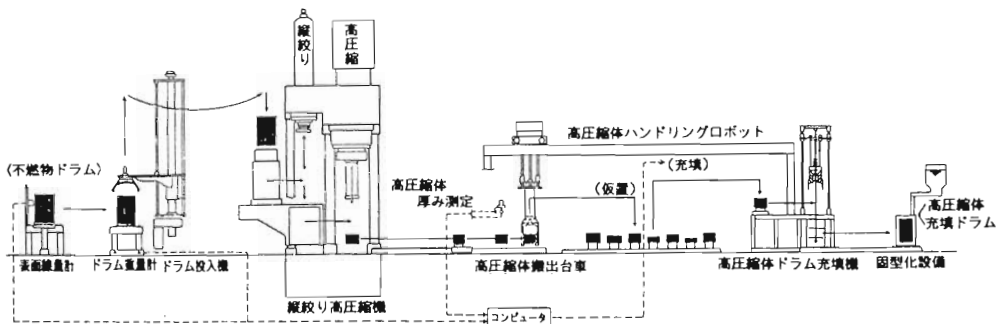 縦絞り
高圧縮
高圧縮体ハンドリングロボット
(不燃物ドラム)
高圧縮体
厚み測定
(仮置)
(充填)
高圧縮体
充填ドラム
表面線量計
ドラム重量計
ドラム投入機
縦絞り高圧縮機
高圧縮体搬出台車
高圧縮体ドラム充填機
固型化設備
コンピュータ